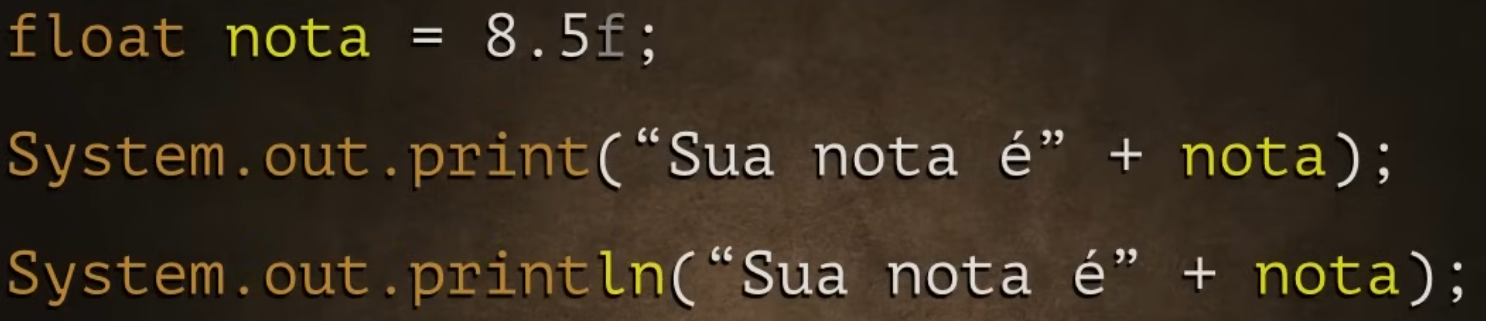 float nota = 8.5f;
System.out.print(“Sua nota é” + nota);
System.out.println(“Sua nota é” + nota);